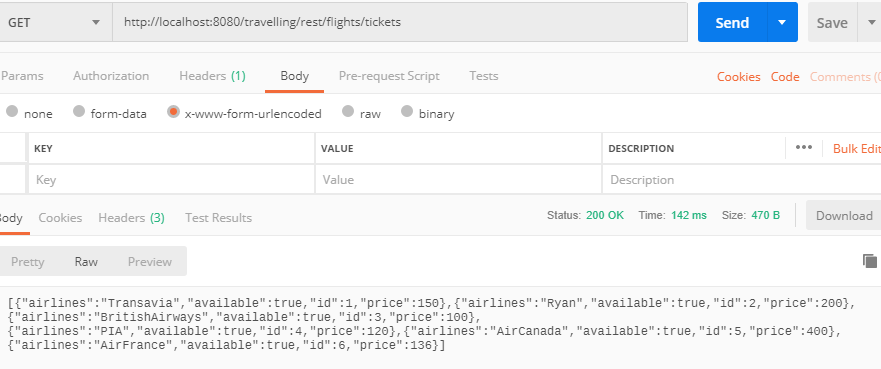 GET http://localhost:8080/travelling/rest/flights/tickets Send Save
Params Authorization Headers (1) Body Pre-request Script Tests Cookies Code Comments (0
none form-data x-www-form-urlencoded raw binary
KEY VALUE DESCRIPTION ••• Bulk Edit
Key Value Description
Body Cookies Headers (3) Test Results Status: 200 OK Time: 142 ms Size: 470 B Download
Pretty Raw Preview
[{"airlines":"Transavia","available":true,"id":1,"price":150},{"airlines":"Ryan","available":true,"id":2,"price":200},
{"airlines":"BritishAirways","available":true,"id":3,"price":100},
{"airlines":"PIA","available":true,"id":4,"price":120},{"airlines":"AirCanada","available":true,"id":5,"price":400},
{"airlines":"AirFrance","available":true,"id":6,"price":136}]